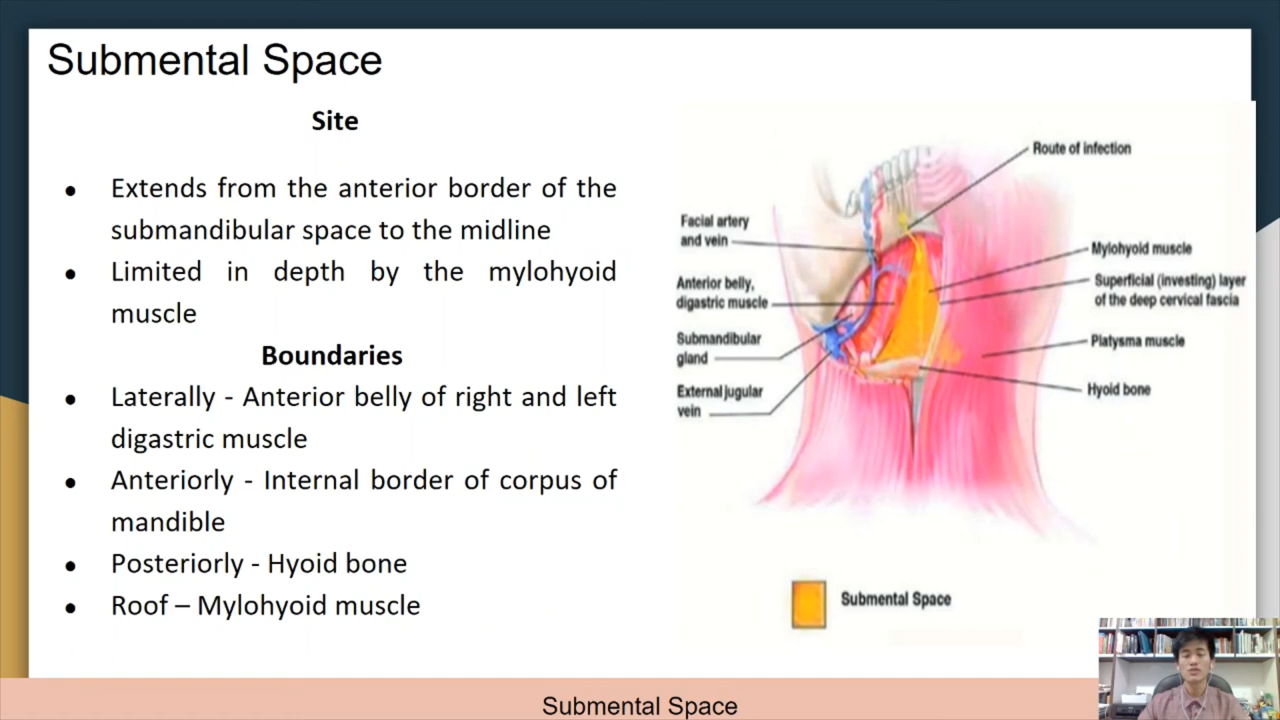 Submental Space
Site
● Extends from the anterior border of the
submandibular space to the midline
● Limited in depth by the mylohyoid
muscle
Boundaries
● Laterally - Anterior belly of right and left
digastric muscle
● Anteriorly - Internal border of corpus of
mandible
● Posteriorly - Hyoid bone
● Roof – Mylohyoid muscle
Route of infection
Facial artery
and vein
Mylohyoid muscle
Anterior belly,
digastric muscle
Superficial (investing) layer
of the deep cervical fascia
Submandibular
gland
Platysma muscle
External jugular
vein
Hyoid bone
Submental Space
Submental Space